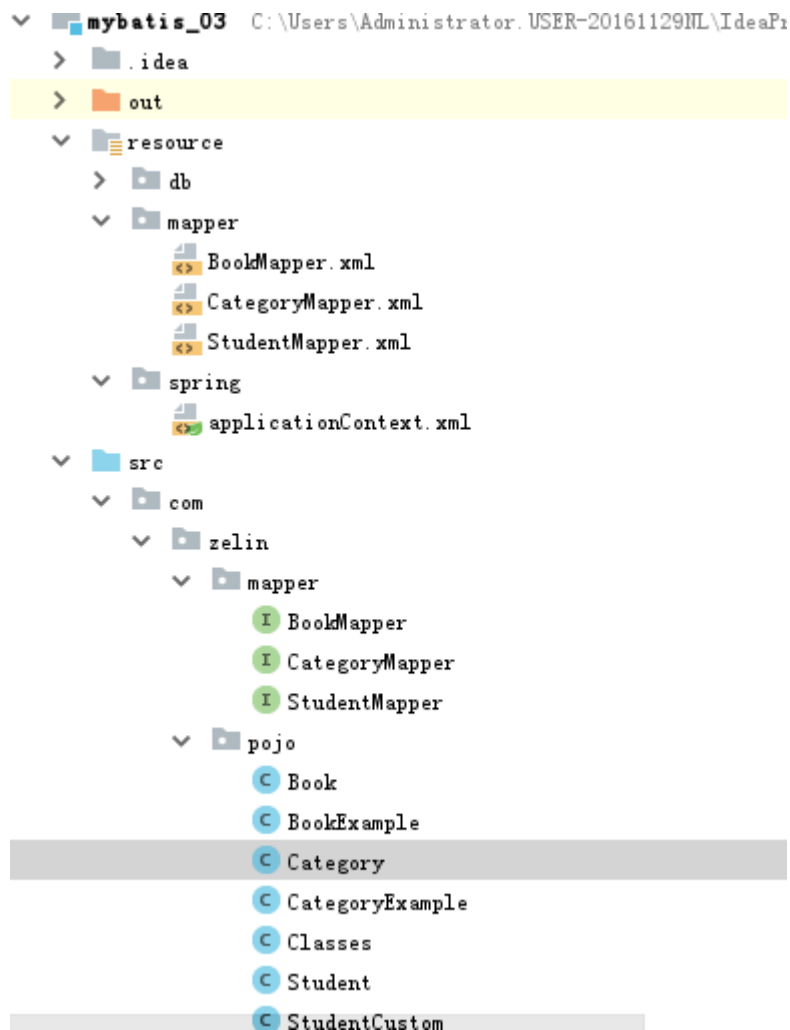 mybatis_03 C:\Users\Administrator.USER-20161129NL\IdeaPr
.idea
out
resource
db
mapper
BookMapper.xml
CategoryMapper.xml
StudentMapper.xml
spring
applicationContext.xml
src
com
zelin
mapper
I BookMapper
I CategoryMapper
I StudentMapper
pojo
C Book
C BookExample
C Category
C CategoryExample
C Classes
C Student
C StudentCustom